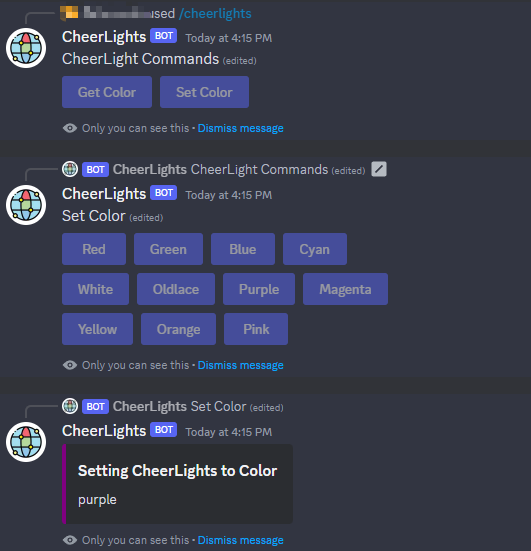 used /cheerlights
CheerLights BOT Today at 4:15 PM
CheerLight Commands (edited)
Get Color Set Color
Only you can see this • Dismiss message
BOT CheerLights CheerLight Commands (edited)
CheerLights BOT Today at 4:15 PM
Set Color (edited)
Red Green Blue Cyan
White Oldlace Purple Magenta
Yellow Orange Pink
Only you can see this • Dismiss message
BOT CheerLights Set Color (edited)
CheerLights BOT Today at 4:15 PM
Setting CheerLights to Color
purple
Only you can see this • Dismiss message